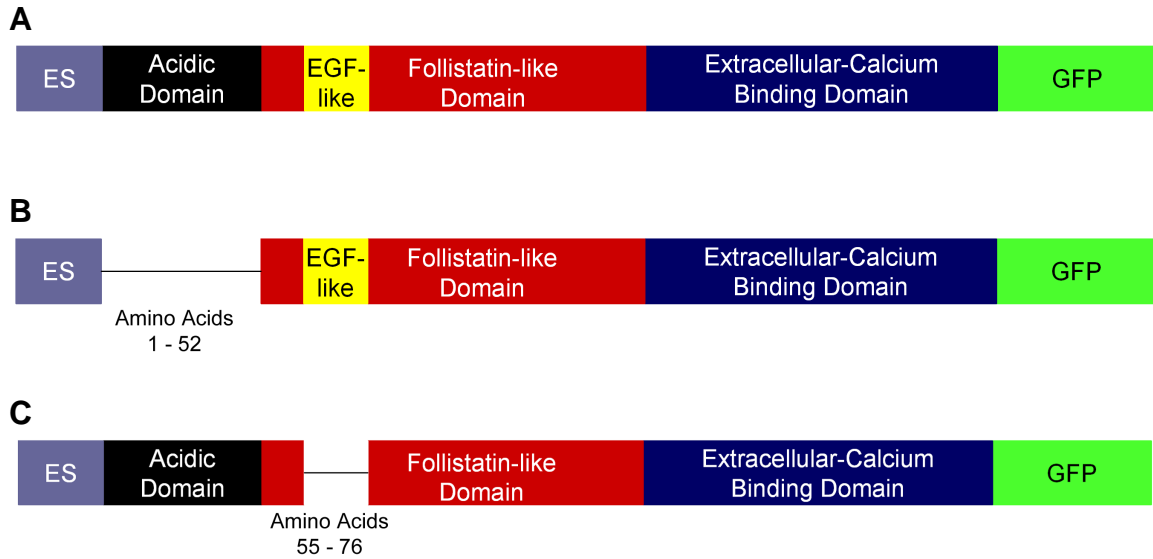 A
ES
Acidic
Domain
EGF-
like
Follistatin-like
Domain
Extracellular-Calcium
Binding Domain
GFP
B
ES
EGF-
like
Follistatin-like
Domain
Extracellular-Calcium
Binding Domain
GFP
Amino Acids
1 - 52
C
ES
Acidic
Domain
Follistatin-like
Domain
Extracellular-Calcium
Binding Domain
GFP
Amino Acids
55 - 76